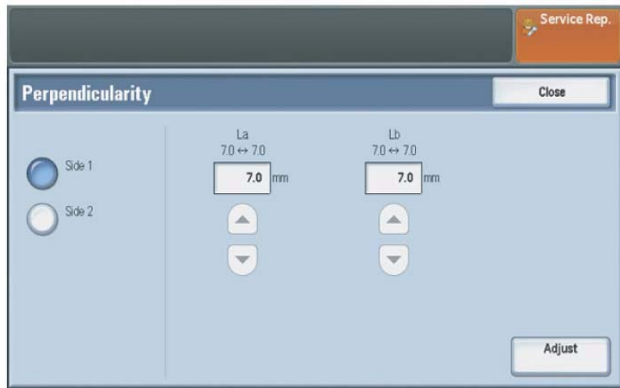 Service Rep.
Perpendicularity
Close
Side 1
Side 2
La
7.0 ↔ 7.0
7.0 mm
Lb
7.0 ↔ 7.0
7.0 mm
Adjust